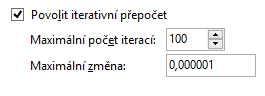 Povolit iterativní přepočet
Maximální počet iterací: 100
Maximální změna: 0,000001